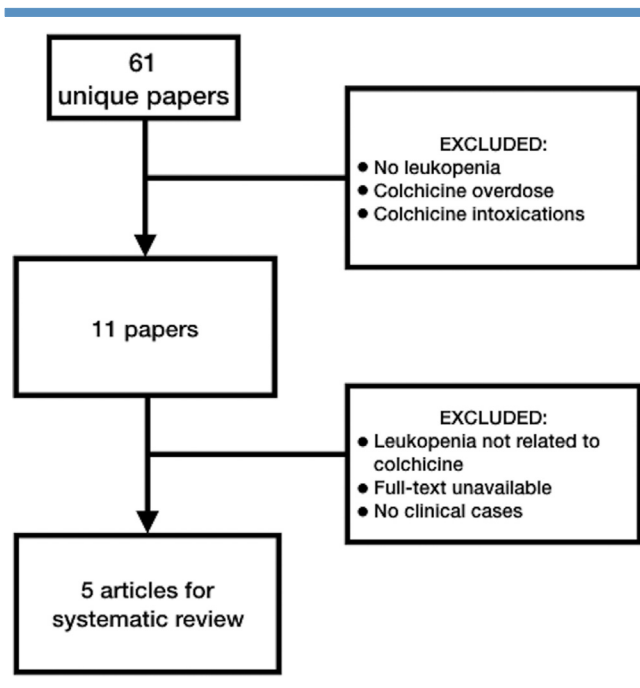 61
unique papers
EXCLUDED:
● No leukopenia
● Colchicine overdose
● Colchicine intoxications
11 papers
EXCLUDED:
● Leukopenia not related to
colchicine
● Full-text unavailable
● No clinical cases
5 articles for
systematic review